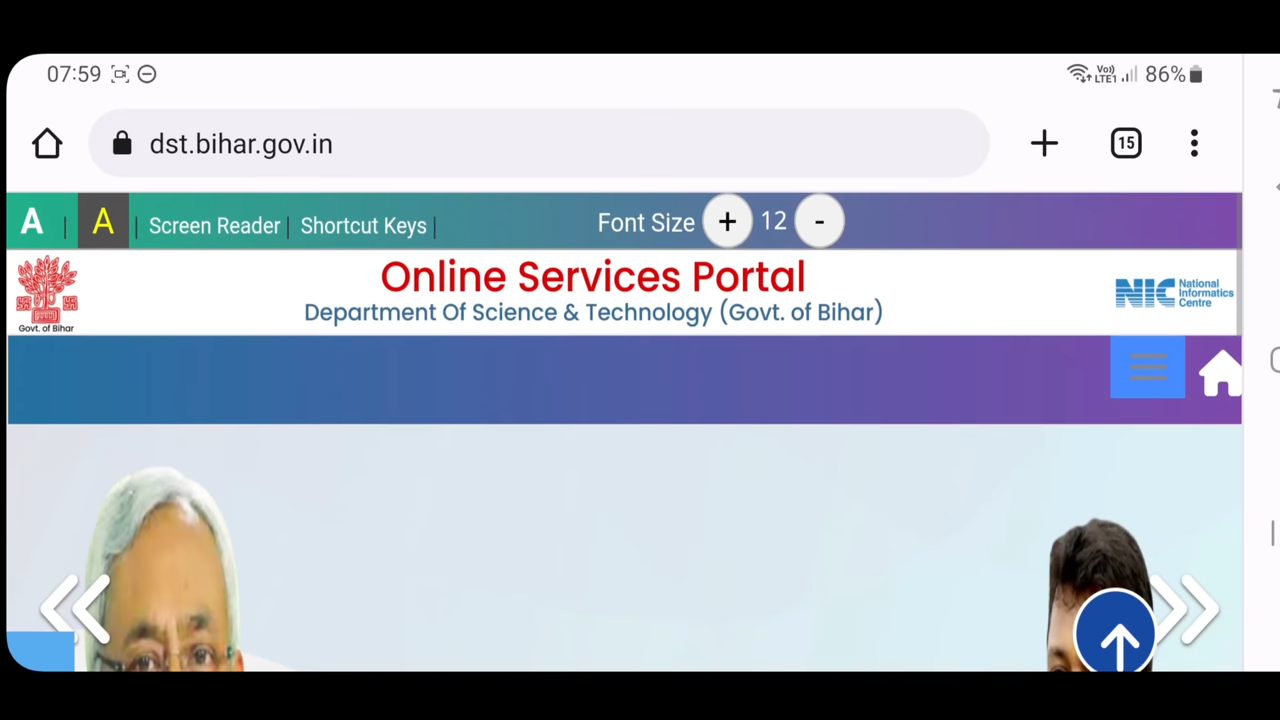 07:59 Vo) LTE1 86%
dst.bihar.gov.in 15
A | A | Screen Reader | Shortcut Keys | Font Size + 12 -
Online Services Portal
Department Of Science & Technology (Govt. of Bihar)
Govt. of Bihar
NIC National Informatics Centre